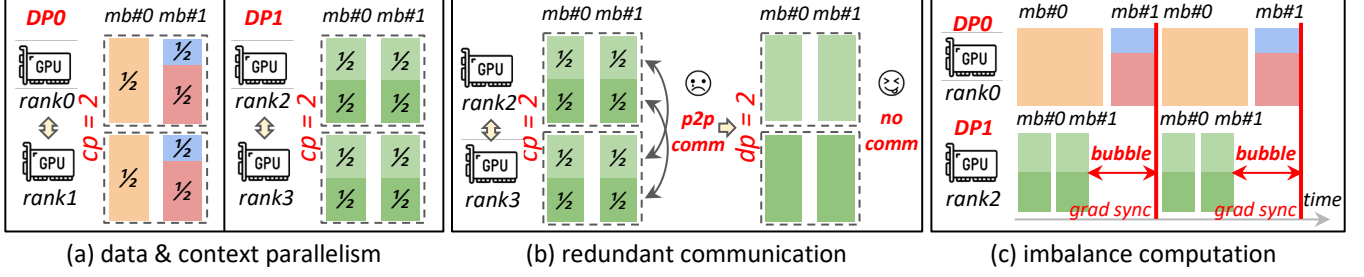 DP0
mb#0 mb#1
GPU
rank0
½
½
½
cp = 2
GPU
rank1
½
½
½
DP1
mb#0 mb#1
GPU
rank2
½
½
½
½
cp = 2
GPU
rank3
½
½
½
½
(a) data & context parallelism
mb#0 mb#1
GPU
rank2
½
½
½
½
cp = 2
GPU
rank3
½
½
½
½
p2p
comm
mb#0 mb#1
dp = 2
no
comm
(b) redundant communication
DP0
mb#0 mb#1 mb#0 mb#1
GPU
rank0
DP1
mb#0 mb#1 mb#0 mb#1
GPU
rank2
bubble bubble
grad sync grad sync
time
(c) imbalance computation